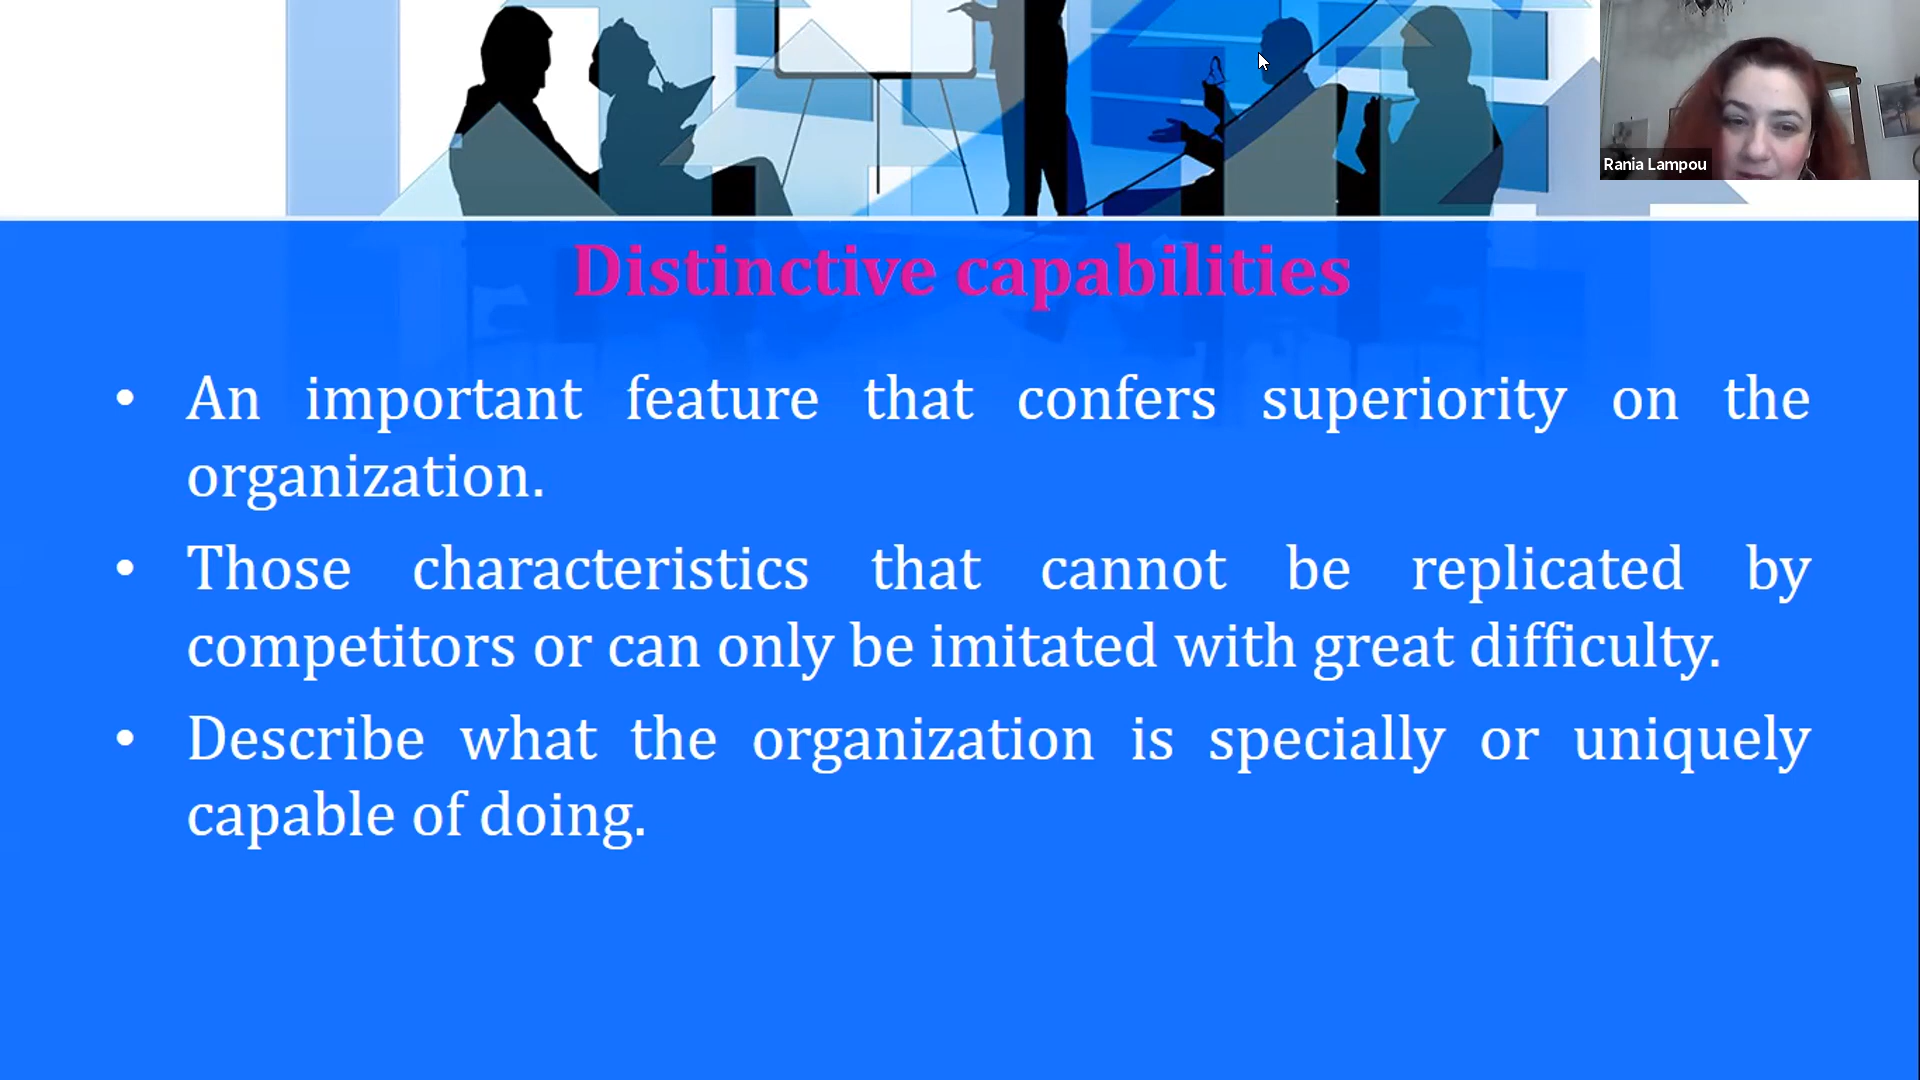 Rania Lampou
Distinctive capabilities
• An important feature that confers superiority on the
organization.
• Those characteristics that cannot be replicated by
competitors or can only be imitated with great difficulty.
• Describe what the organization is specially or uniquely
capable of doing.